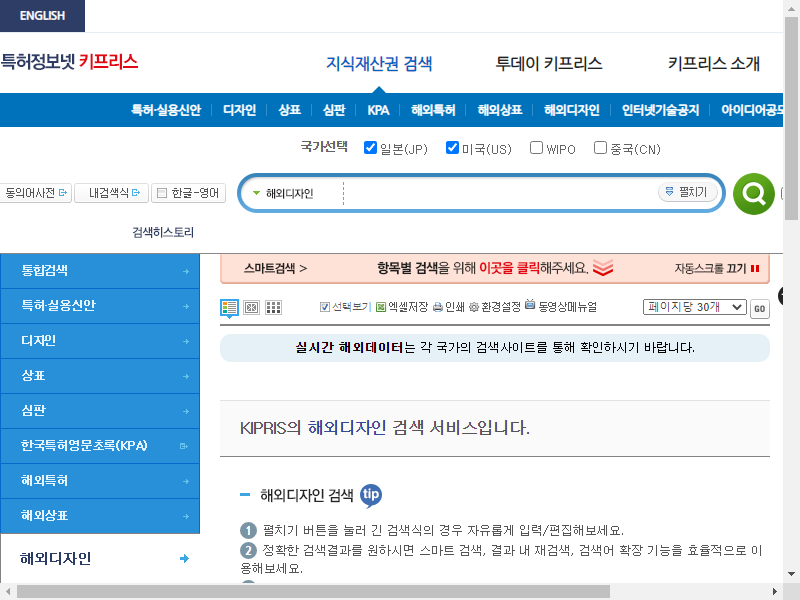 ENGLISH
특허정보넷 키프리스
지식재산권 검색 투데이 키프리스 키프리스 소개
특허·실용신안 디자인 상표 심판 KPA 해외특허 해외상표 해외디자인 인터넷기술공지 아이디어공모
국가선택 일본(JP) 미국(US) WIPO 중국(CN)
동의어사전 내검색식 한글-영어 해외디자인 펼치기
검색히스토리
통합검색
특허·실용신안
디자인
상표
심판
한국특허영문초록(KPA)
해외특허
해외상표
해외디자인
스마트검색 > 항목별 검색을 위해 이곳을 클릭해주세요. 자동스크롤 끄기
선택보기 엑셀저장 인쇄 환경설정 동영상메뉴얼 페이지당 30개 GO
실시간 해외데이터는 각 국가의 검색사이트를 통해 확인하시기 바랍니다.
KIPRIS의 해외디자인 검색 서비스입니다.
해외디자인 검색 tip
1 펼치기 버튼을 눌러 긴 검색식의 경우 자유롭게 입력/편집해보세요.
2 정확한 검색결과를 원하시면 스마트 검색, 결과 내 재검색, 검색어 확장 기능을 효율적으로 이
용해보세요.